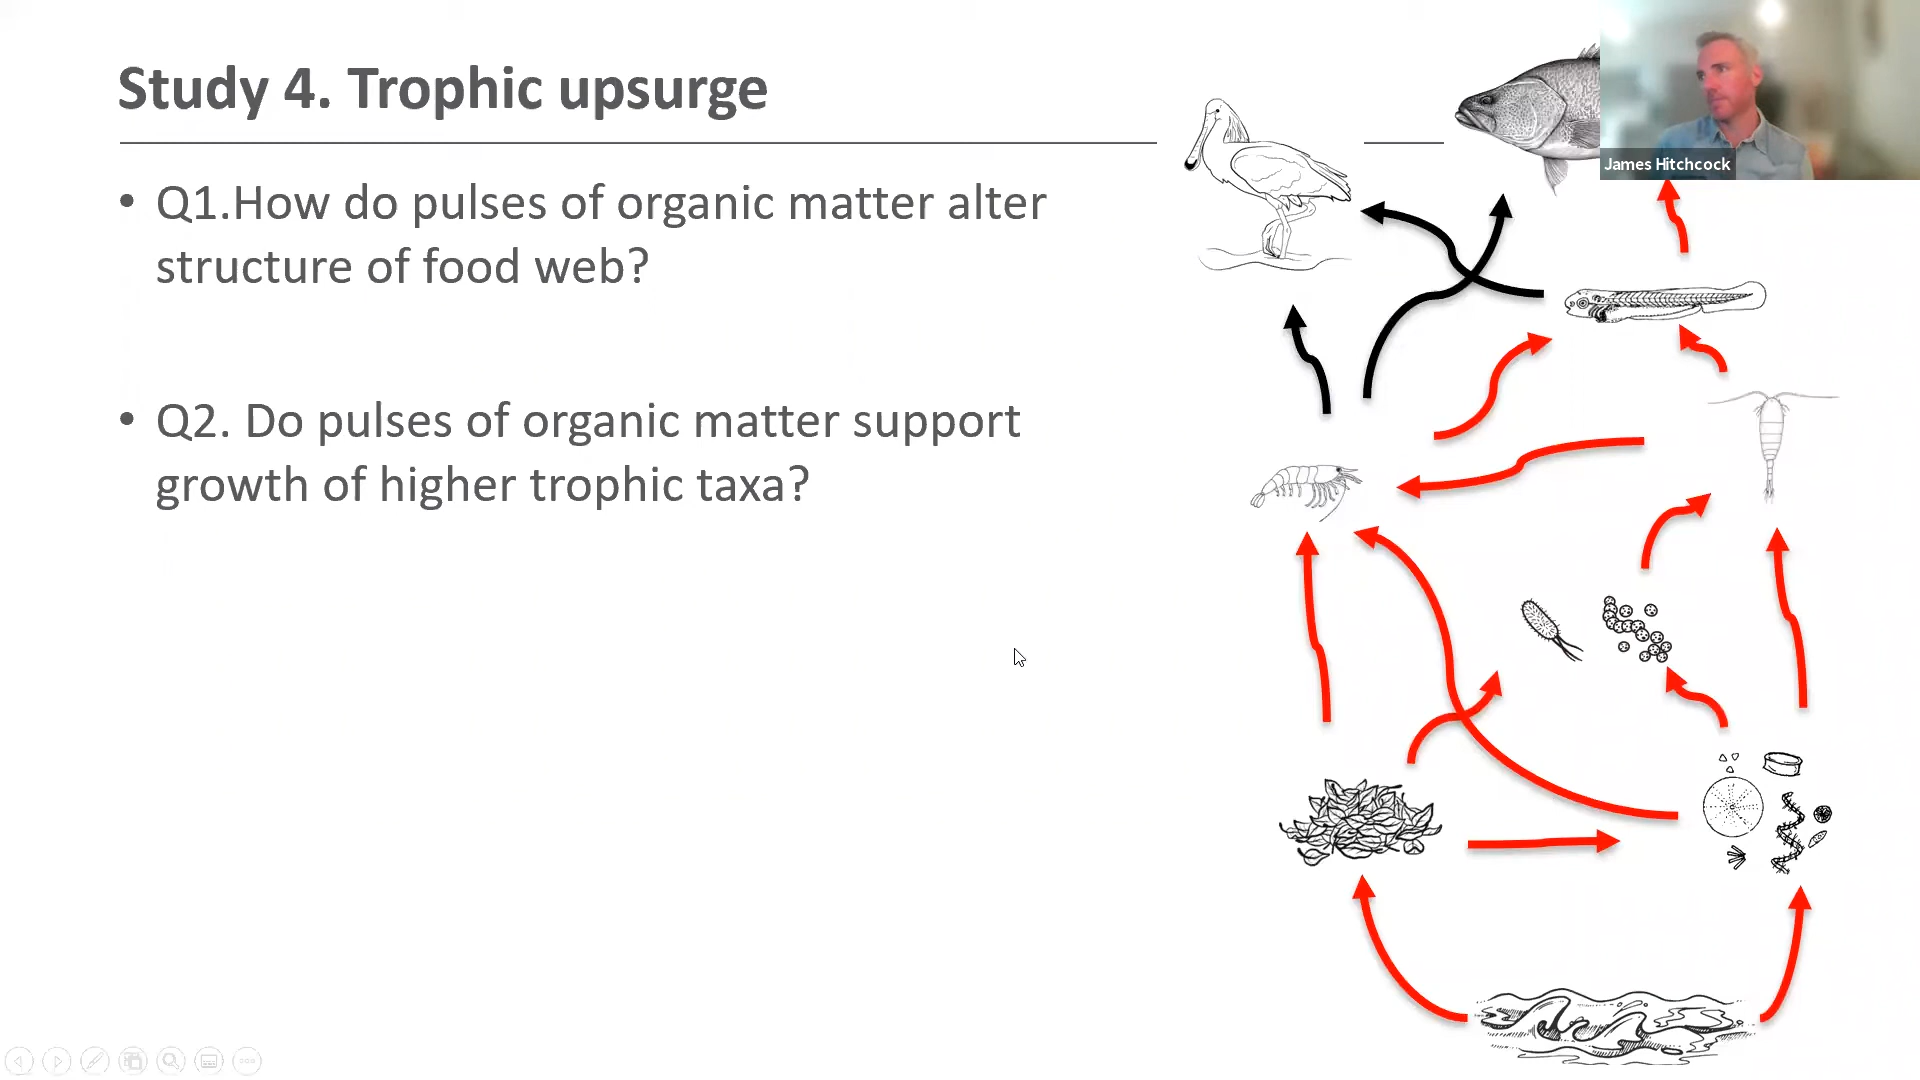 Study 4. Trophic upsurge
James Hitchcock
• Q1.How do pulses of organic matter alter
structure of food web?
• Q2. Do pulses of organic matter support
growth of higher trophic taxa?